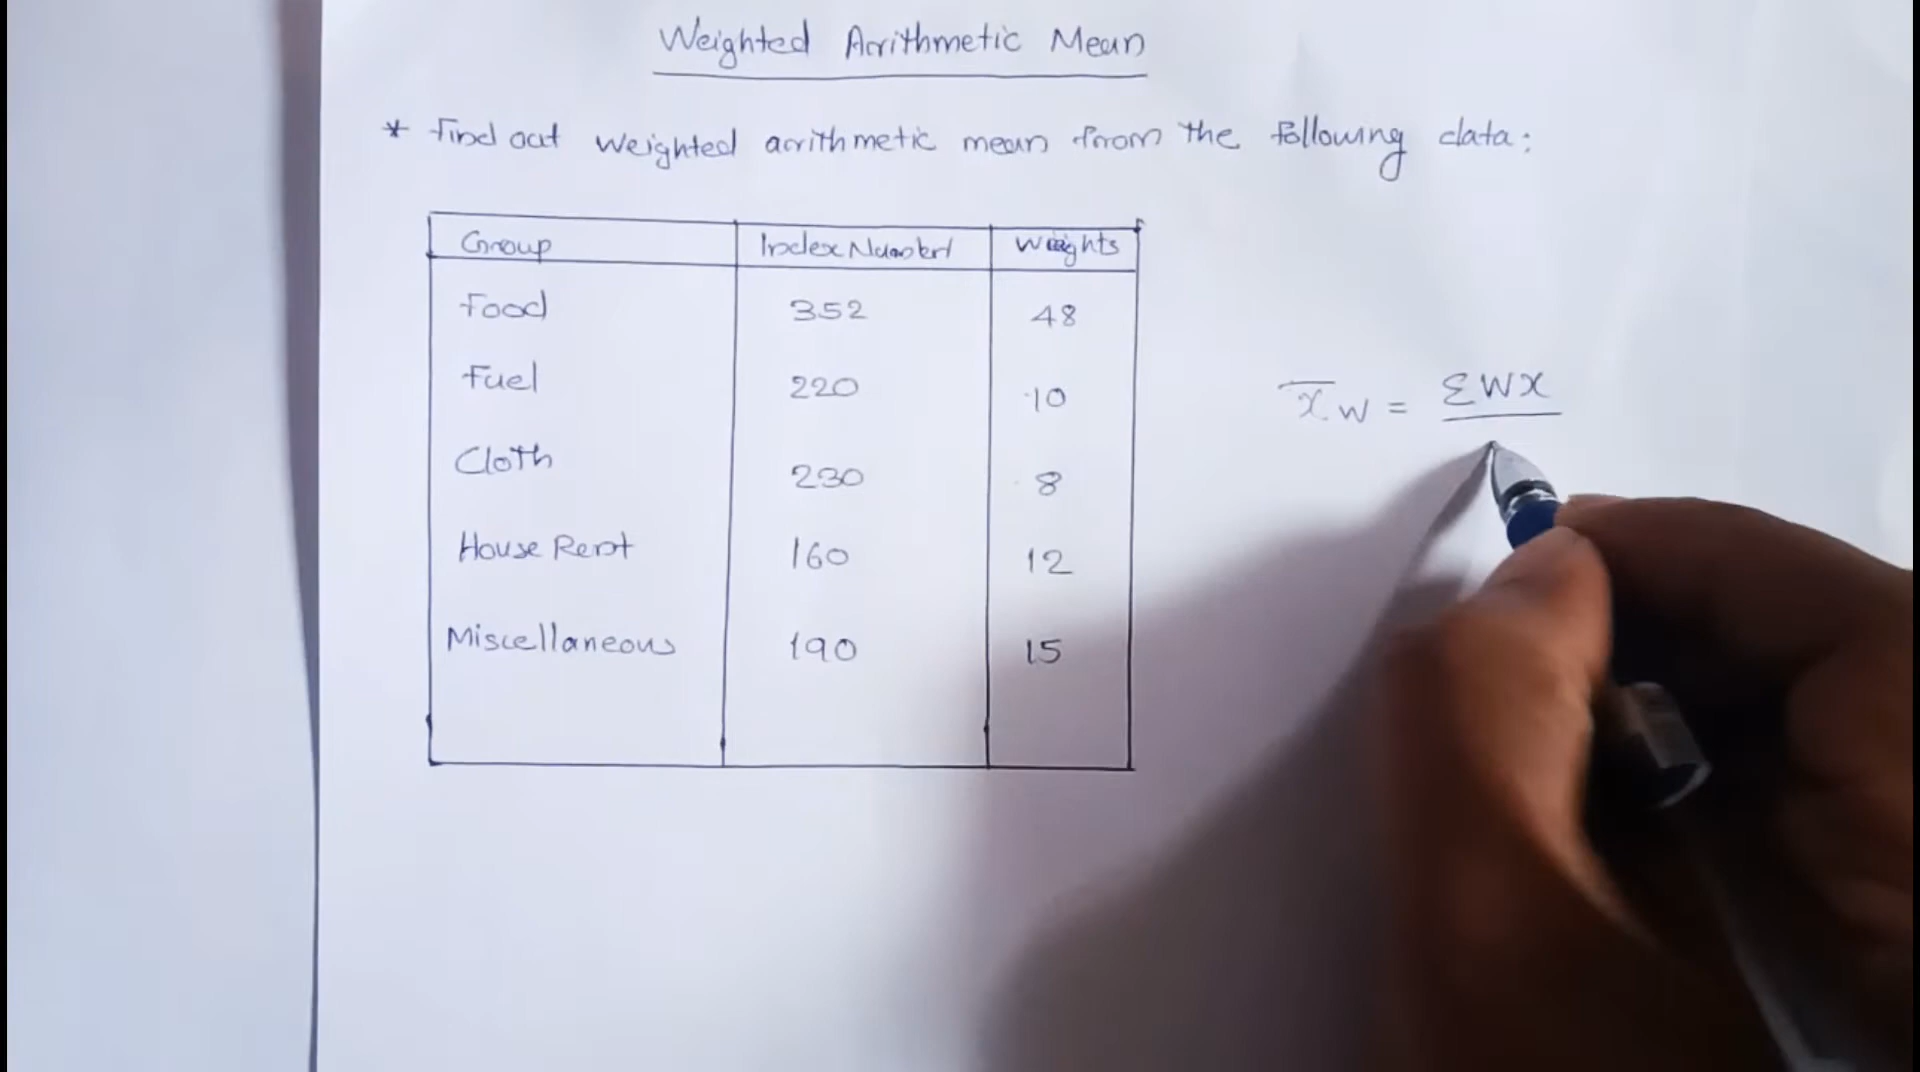 Weighted Arithmetic Mean
* Find out weighted arithmetic mean from the following data:
Group Index Number Weights
Food 352 48
Fuel 220 10
Cloth 230 8
House Rent 160 12
Miscellaneous 190 15
x̄w = ΣWX